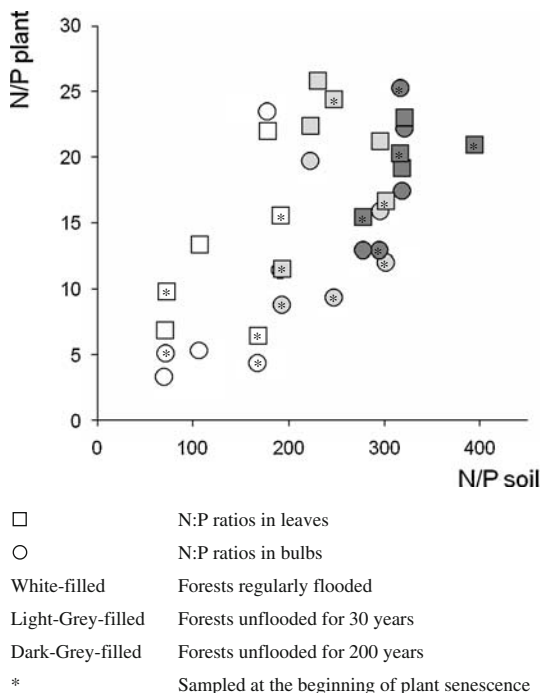 N/P plant
30
25
20
15
10
5
0
0 100 200 300 400
N/P soil
□ N:P ratios in leaves
○ N:P ratios in bulbs
White-filled Forests regularly flooded
Light-Grey-filled Forests unflooded for 30 years
Dark-Grey-filled Forests unflooded for 200 years
* Sampled at the beginning of plant senescence